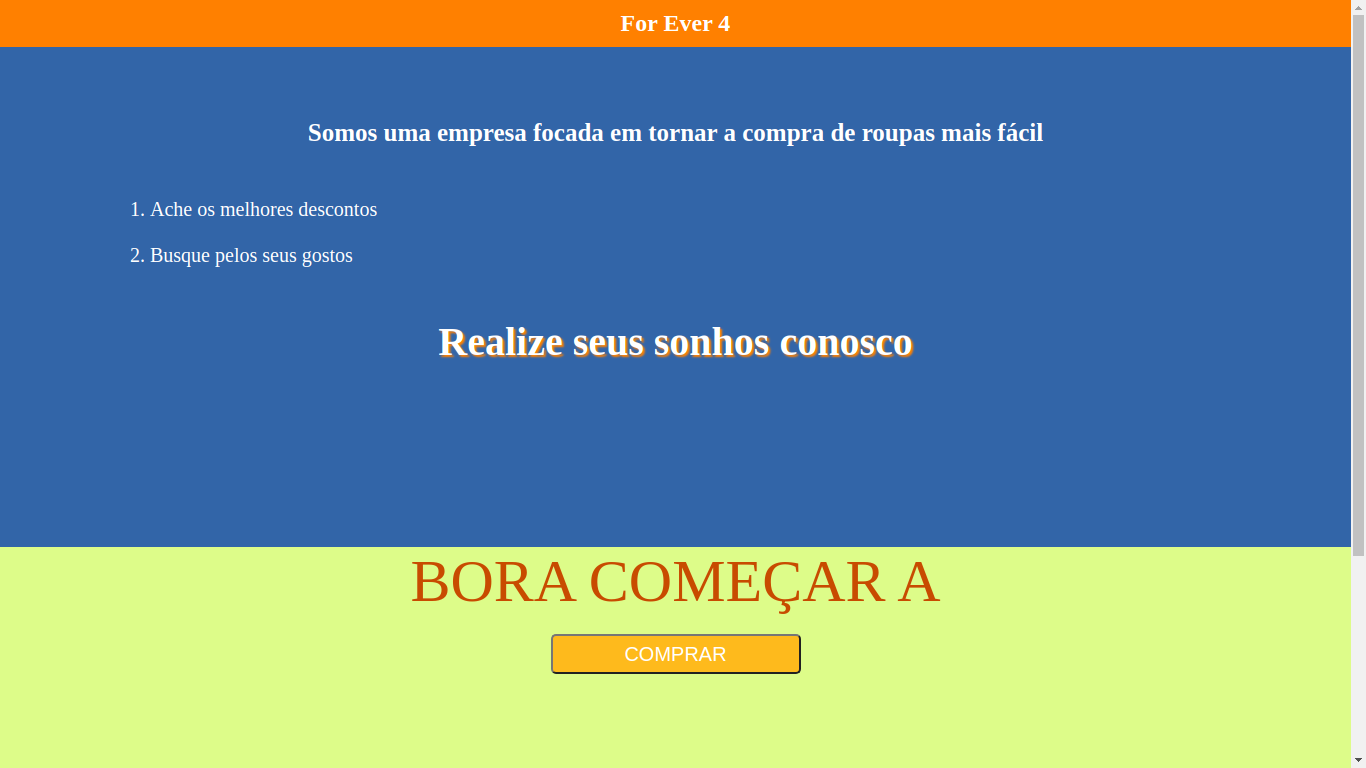 For Ever 4
Somos uma empresa focada em tornar a compra de roupas mais fácil
1. Ache os melhores descontos
2. Busque pelos seus gostos
Realize seus sonhos conosco
BORA COMEÇAR A
COMPRAR